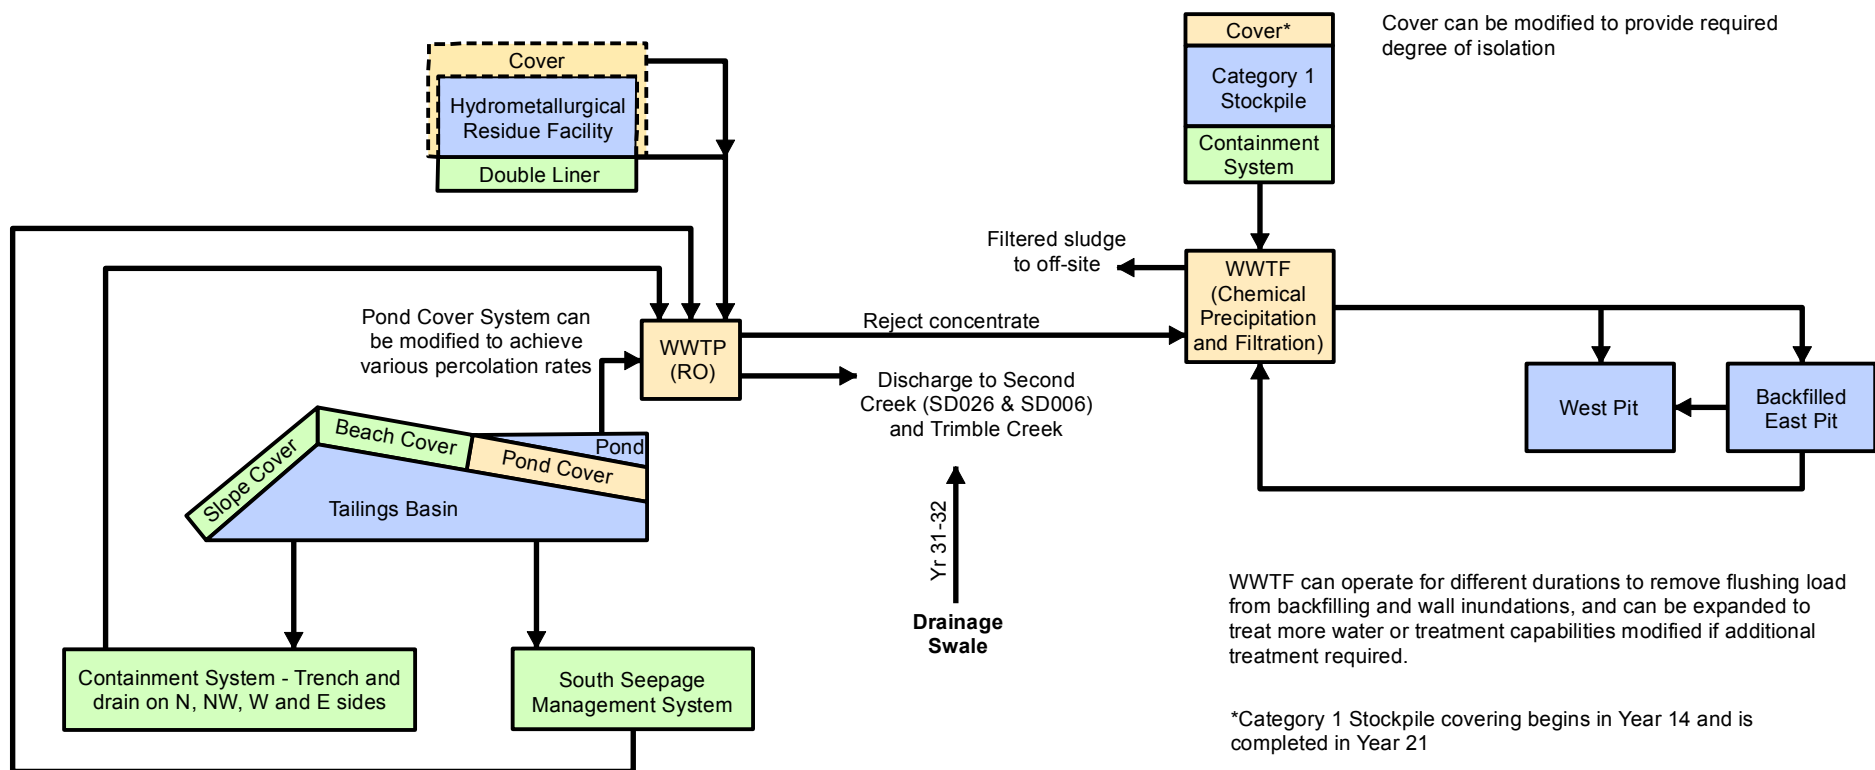 Cover
Hydrometallurgical
Residue Facility
Double Liner
Cover*
Category 1
Stockpile
Containment
System
Cover can be modified to provide required
degree of isolation
Filtered sludge
to off-site
WWTF
(Chemical
Precipitation
and Filtration)
Pond Cover System can
be modified to achieve
various percolation rates
WWTP
(RO)
Reject concentrate
Discharge to Second
Creek (SD026 & SD006)
and Trimble Creek
West Pit
Backfilled
East Pit
Slope Cover
Beach Cover
Pond Cover
Pond
Tailings Basin
Yr 31-32
Drainage
Swale
Containment System - Trench and
drain on N, NW, W and E sides
South Seepage
Management System
WWTF can operate for different durations to remove flushing load
from backfilling and wall inundations, and can be expanded to
treat more water or treatment capabilities modified if additional
treatment required.
*Category 1 Stockpile covering begins in Year 14 and is
completed in Year 21